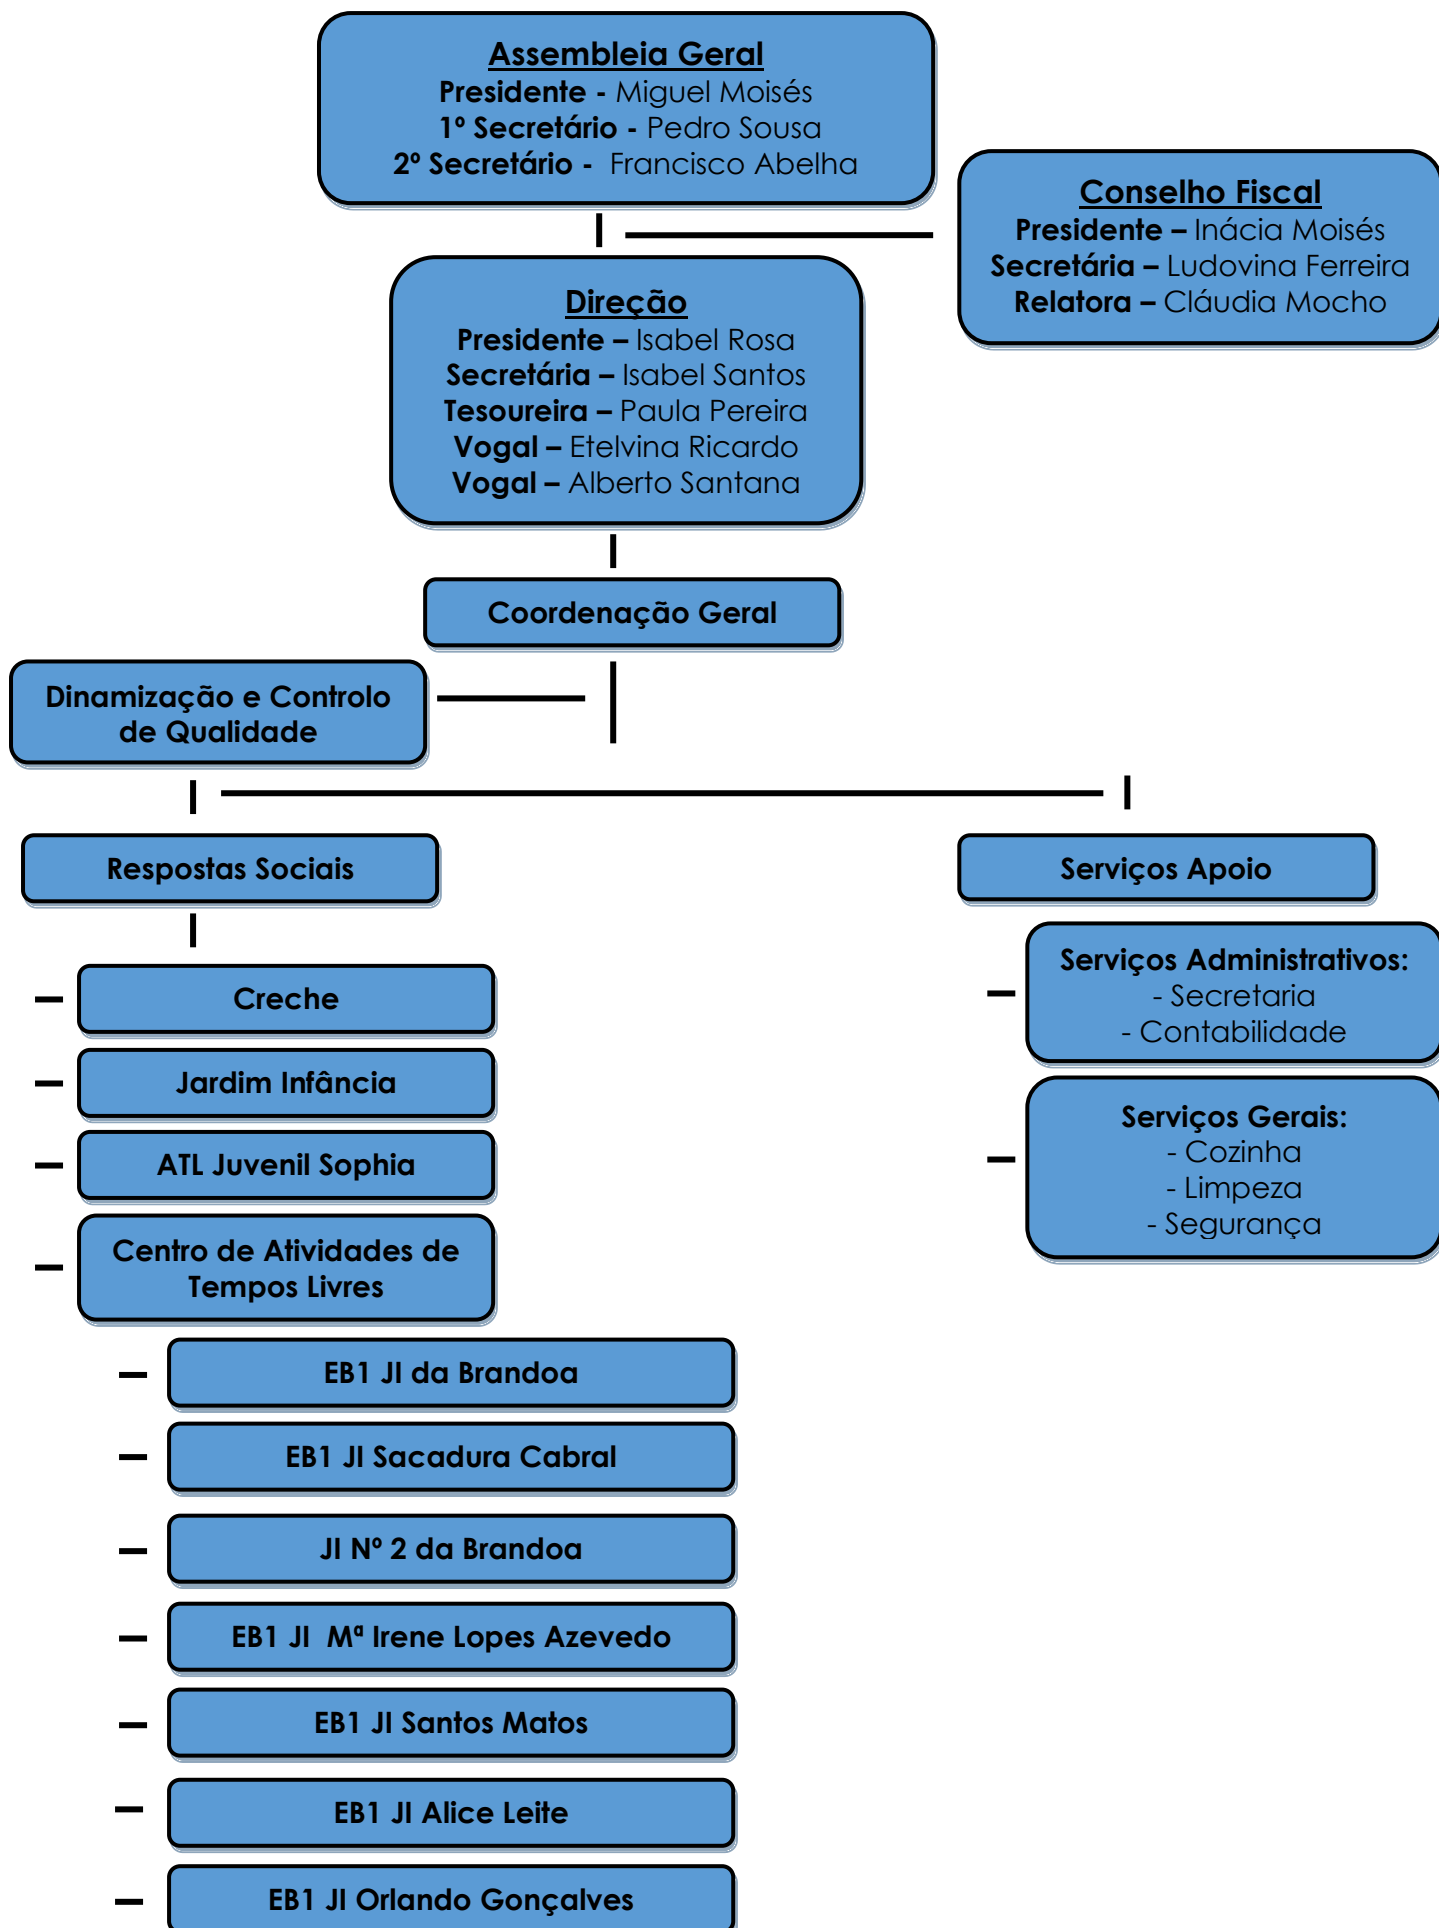 Assembleia Geral
Presidente - Miguel Moisés
1º Secretário - Pedro Sousa
2º Secretário - Francisco Abelha
Conselho Fiscal
Presidente – Inácia Moisés
Secretária – Ludovina Ferreira
Relatora – Cláudia Mocho
Direção
Presidente – Isabel Rosa
Secretária – Isabel Santos
Tesoureira – Paula Pereira
Vogal – Etelvina Ricardo
Vogal – Alberto Santana
Coordenação Geral
Dinamização e Controlo
de Qualidade
Respostas Sociais
Serviços Apoio
Serviços Administrativos:
- Secretaria
- Contabilidade
Serviços Gerais:
- Cozinha
- Limpeza
- Segurança
Creche
Jardim Infância
ATL Juvenil Sophia
Centro de Atividades de
Tempos Livres
EB1 JI da Brandoa
EB1 JI Sacadura Cabral
JI Nº 2 da Brandoa
EB1 JI Mª Irene Lopes Azevedo
EB1 JI Santos Matos
EB1 JI Alice Leite
EB1 JI Orlando Gonçalves